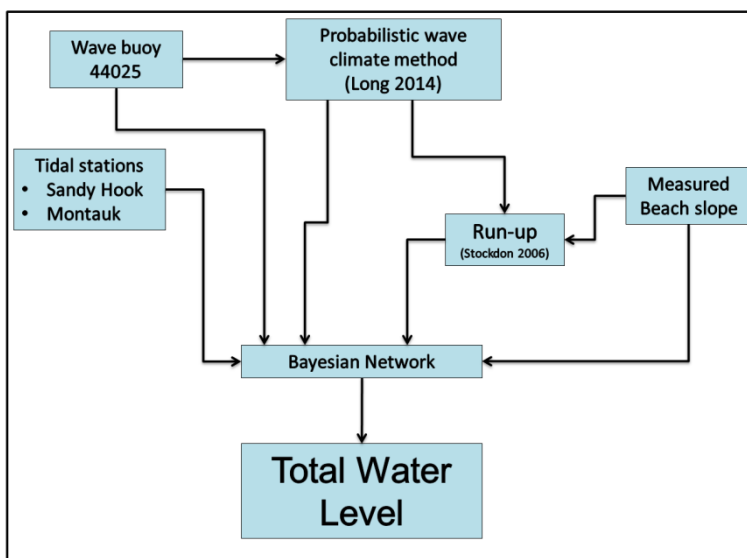 Wave buoy
44025
Probabilistic wave
climate method
(Long 2014)
Tidal stations
• Sandy Hook
• Montauk
Measured
Beach slope
Run-up
(Stockdon 2006)
Bayesian Network
Total Water
Level